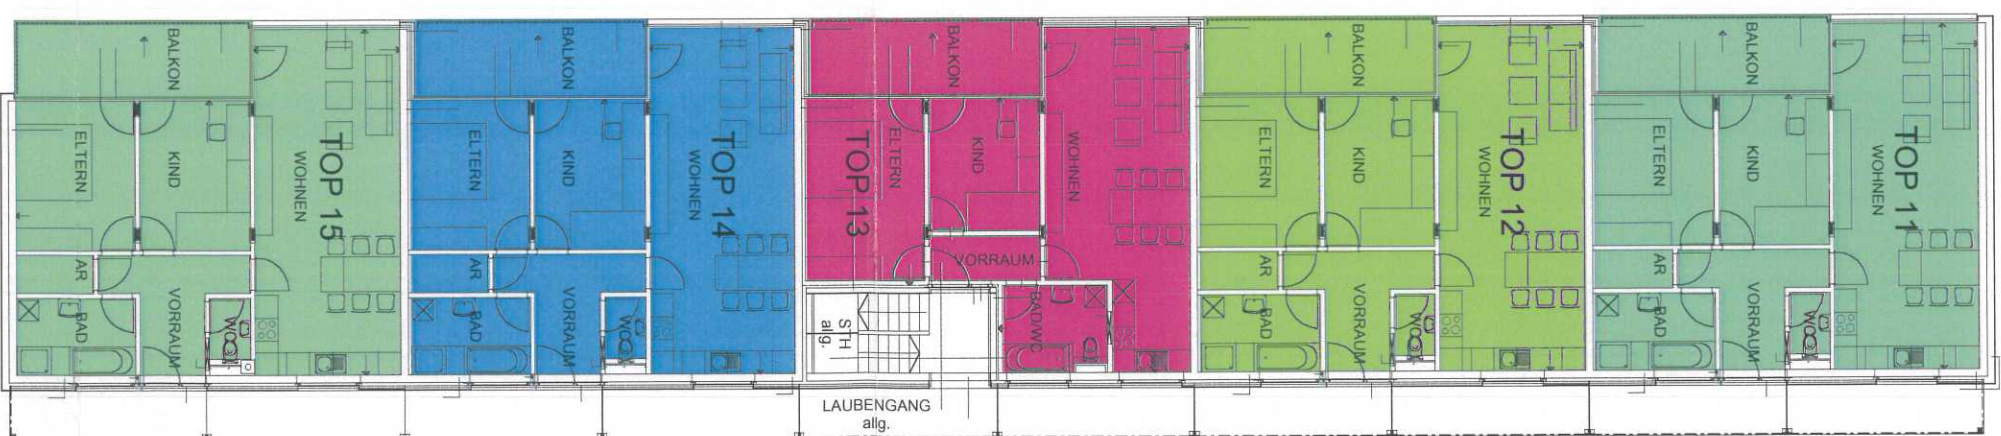 BALKON
ELTERN
KIND
TOP 15
WOHNEN
AR
BAD
VORRAUM
WC
BALKON
ELTERN
KIND
TOP 14
WOHNEN
AR
BAD
VORRAUM
WC
BALKON
TOP 13
ELTERN
KIND
WOHNEN
VORRAUM
BAD/WC
STH
allg.
LAUBENGANG
allg.
BALKON
ELTERN
KIND
TOP 12
WOHNEN
AR
BAD
VORRAUM
WC
BALKON
ELTERN
KIND
TOP 11
WOHNEN
AR
BAD
VORRAUM
WC